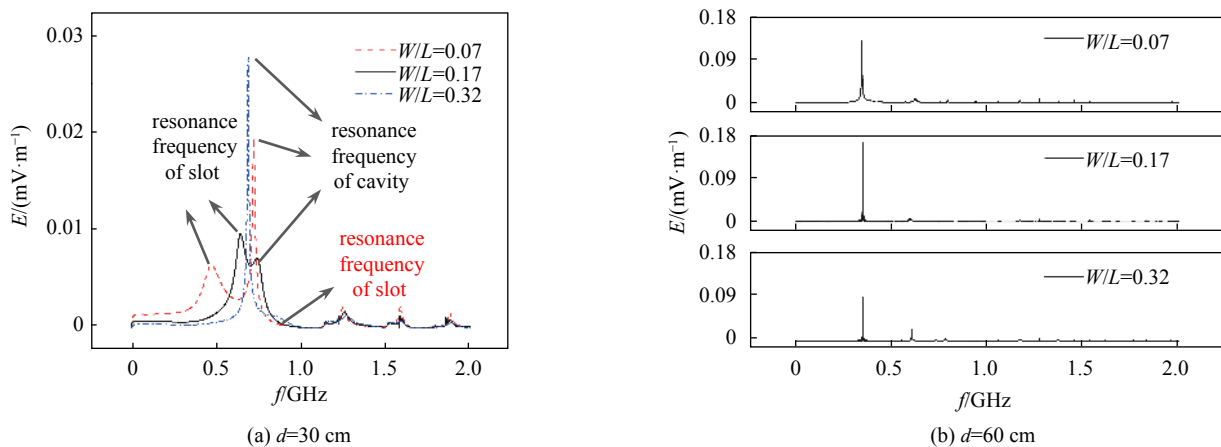 0.03
0.02
0.01
0
E/(mV·m⁻¹)
W/L=0.07
W/L=0.17
W/L=0.32
resonance
frequency
of slot
resonance
frequency
of cavity
resonance
frequency
of slot
0 0.5 1.0 1.5 2.0
f/GHz
(a) d=30 cm
0.18
0.09
0
W/L=0.07
0.18
0.09
0
W/L=0.17
E/(mV·m⁻¹)
0.18
0.09
0
W/L=0.32
0 0.5 1.0 1.5 2.0
f/GHz
(b) d=60 cm